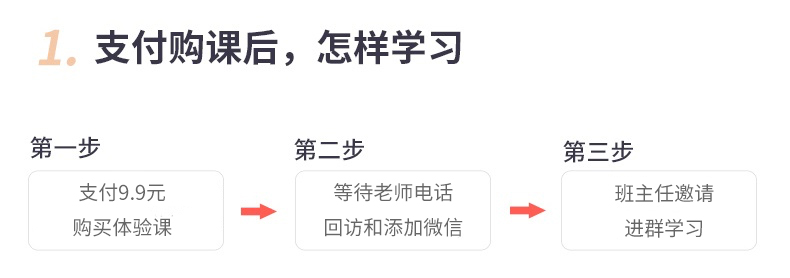 1. 支付购课后，怎样学习
第一步
支付9.9元
购买体验课
第二步
等待老师电话
回访和添加微信
第三步
班主任邀请
进群学习